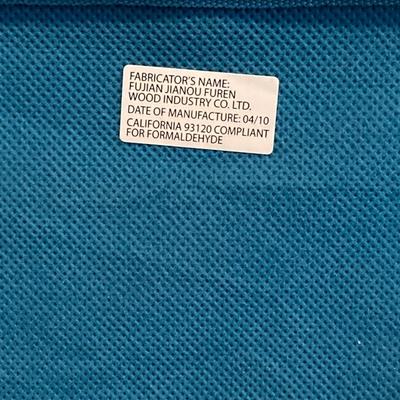 FABRICATOR'S NAME:
FUJIAN JIANOU FUREN
WOOD INDUSTRY CO. LTD.
DATE OF MANUFACTURE: 04/10
CALIFORNIA 93120 COMPLIANT
FOR FORMALDEHYDE